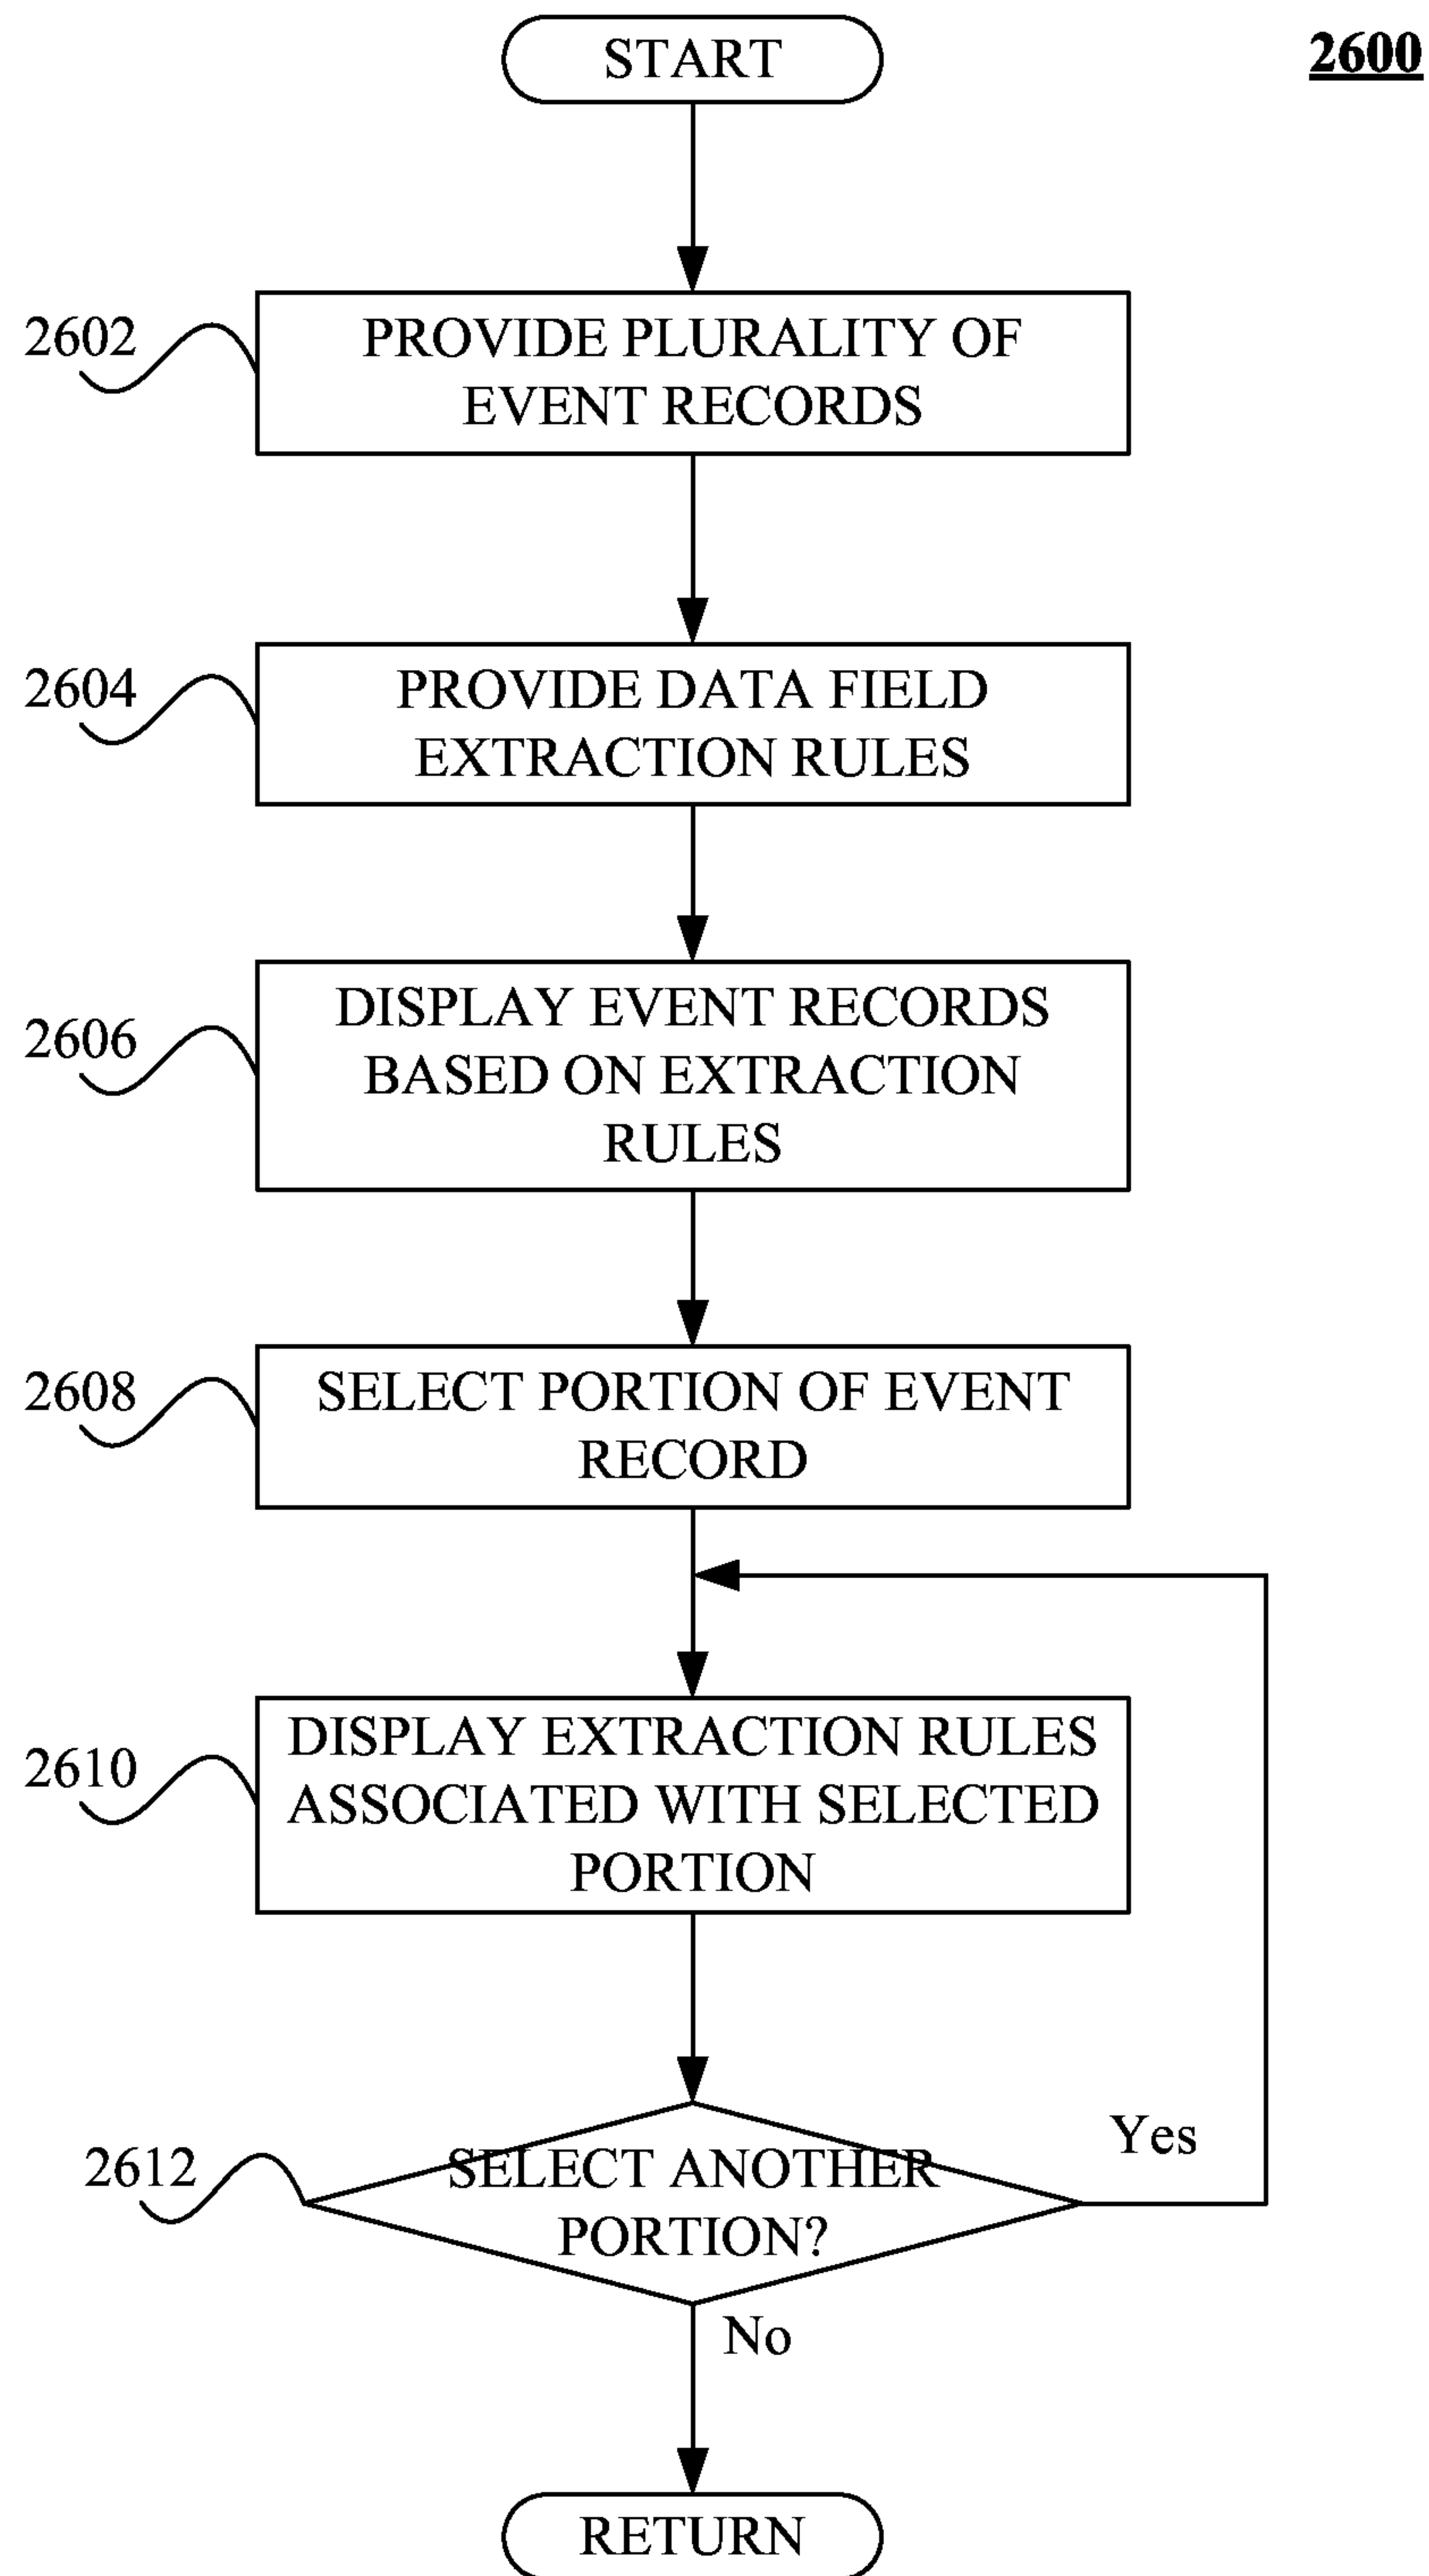 START
2600
2602
PROVIDE PLURALITY OF
EVENT RECORDS
2604
PROVIDE DATA FIELD
EXTRACTION RULES
2606
DISPLAY EVENT RECORDS
BASED ON EXTRACTION
RULES
2608
SELECT PORTION OF EVENT
RECORD
2610
DISPLAY EXTRACTION RULES
ASSOCIATED WITH SELECTED
PORTION
2612
SELECT ANOTHER
PORTION?
Yes
No
RETURN